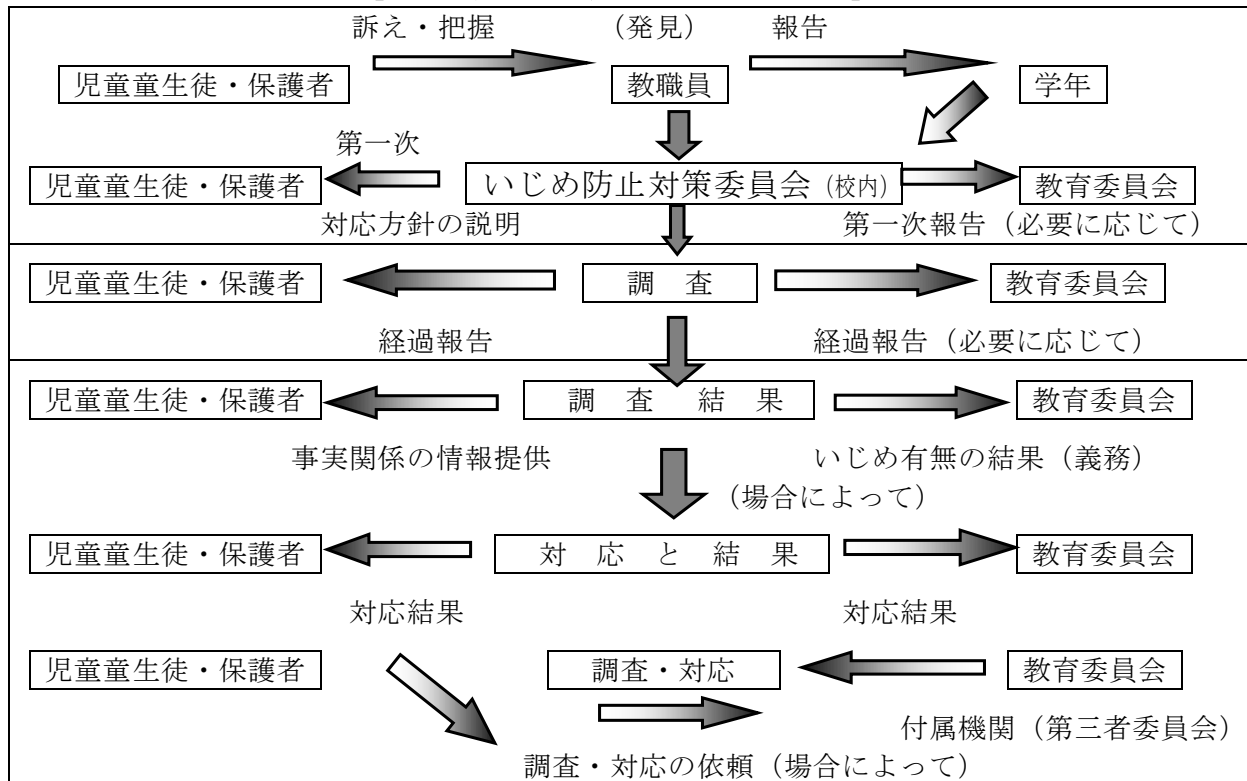 訴え・把握 (発見) 報告
児童童生徒・保護者 教職員 学年
第一次
児童童生徒・保護者 いじめ防止対策委員会(校内) 教育委員会
対応方針の説明 第一次報告(必要に応じて)
児童童生徒・保護者 調 査 教育委員会
経過報告 経過報告(必要に応じて)
児童童生徒・保護者 調 査 結 果 教育委員会
事実関係の情報提供 いじめ有無の結果(義務)
(場合によって)
児童童生徒・保護者 対 応 と 結 果 教育委員会
対応結果 対応結果
児童童生徒・保護者 調査・対応 教育委員会
付属機関(第三者委員会)
調査・対応の依頼(場合によって)